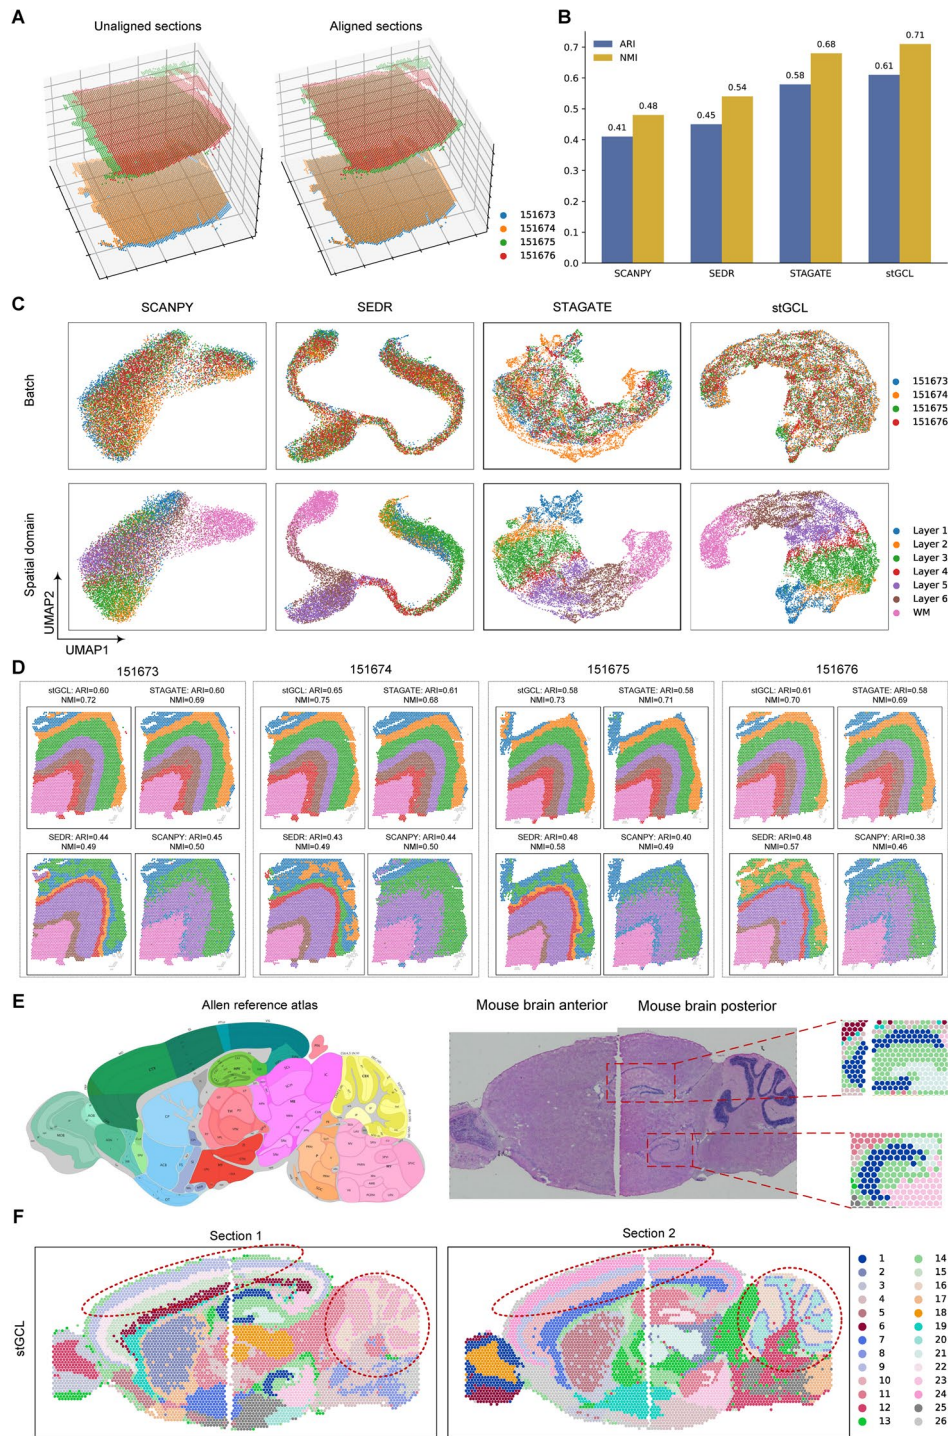 A
Unaligned sections
Aligned sections
151673
151674
151675
151676
B
ARI
NMI
0.7
0.6
0.5
0.4
0.3
0.2
0.1
0.0
0.41
0.48
0.45
0.54
0.58
0.68
0.61
0.71
SCANPY
SEDR
STAGATE
stGCL
C
SCANPY
SEDR
STAGATE
stGCL
Batch
151673
151674
151675
151676
Spatial domain
Layer 1
Layer 2
Layer 3
Layer 4
Layer 5
Layer 6
WM
UMAP2
UMAP1
D
151673
151674
151675
151676
stGCL: ARI=0.60
NMI=0.72
STAGATE: ARI=0.60
NMI=0.69
stGCL: ARI=0.65
NMI=0.75
STAGATE: ARI=0.61
NMI=0.68
stGCL: ARI=0.58
NMI=0.73
STAGATE: ARI=0.58
NMI=0.71
stGCL: ARI=0.61
NMI=0.70
STAGATE: ARI=0.58
NMI=0.69
SEDR: ARI=0.44
NMI=0.49
SCANPY: ARI=0.45
NMI=0.50
SEDR: ARI=0.43
NMI=0.49
SCANPY: ARI=0.44
NMI=0.50
SEDR: ARI=0.48
NMI=0.58
SCANPY: ARI=0.40
NMI=0.49
SEDR: ARI=0.48
NMI=0.57
SCANPY: ARI=0.38
NMI=0.46
E
Allen reference atlas
Mouse brain anterior
Mouse brain posterior
F
Section 1
Section 2
stGCL
1
2
3
4
5
6
7
8
9
10
11
12
13
14
15
16
17
18
19
20
21
22
23
24
25
26